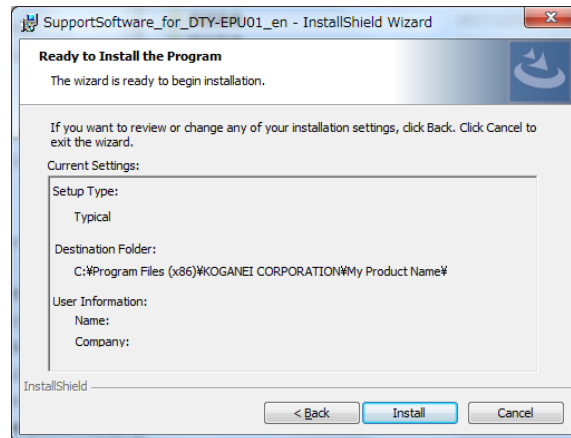 SupportSoftware_for_DTY-EPU01_en - InstallShield Wizard
Ready to Install the Program
The wizard is ready to begin installation.
If you want to review or change any of your installation settings, click Back. Click Cancel to
exit the wizard.
Current Settings:
Setup Type:
Typical
Destination Folder:
C:¥Program Files (x86)¥KOGANEI CORPORATION¥My Product Name¥
User Information:
Name:
Company:
InstallShield
< Back
Install
Cancel